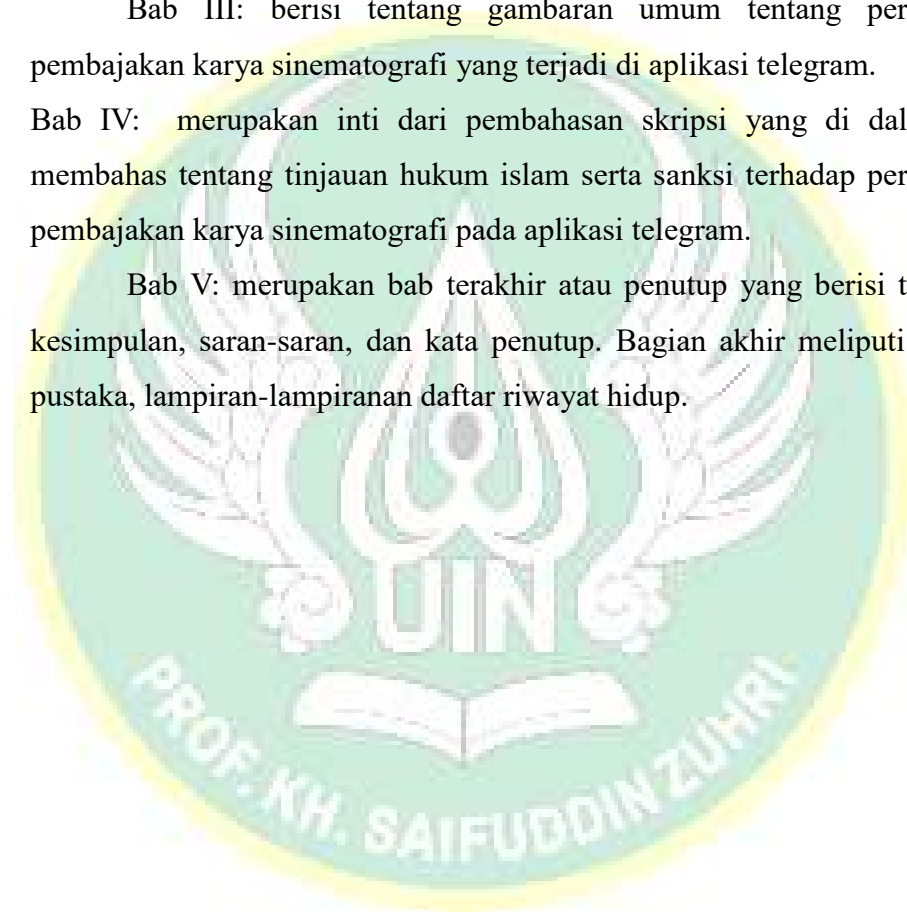 Bab III: berisi tentang gambaran umum tentang per
pembajakan karya sinematografi yang terjadi di aplikasi telegram.
Bab IV: merupakan inti dari pembahasan skripsi yang di dal
membahas tentang tinjauan hukum islam serta sanksi terhadap per
pembajakan karya sinematografi pada aplikasi telegram.
Bab V: merupakan bab terakhir atau penutup yang berisi t
kesimpulan, saran-saran, dan kata penutup. Bagian akhir meliputi
pustaka, lampiran-lampiranan daftar riwayat hidup.
UIN
PROF. KH. SAIFUDDIN ZUHRI